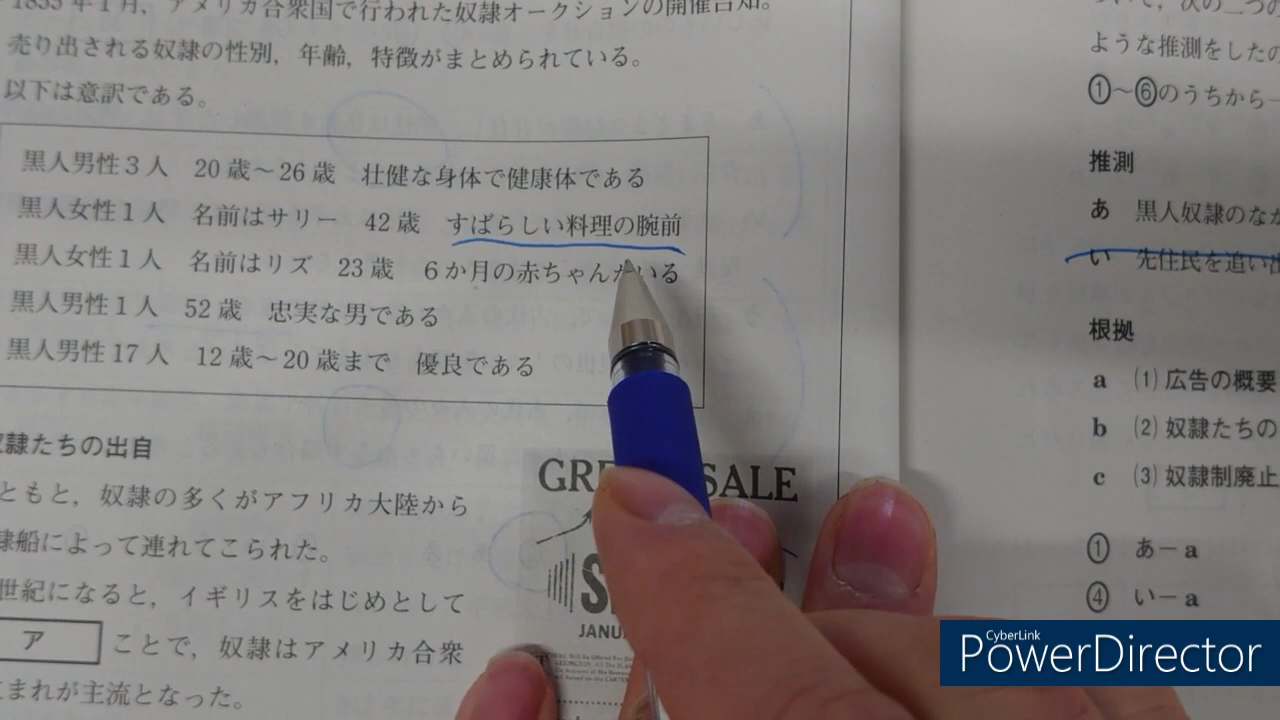 1835年1月，アメリカ合衆国で行われた奴隷オークションの開催告知。
売り出される奴隷の性別，年齢，特徴がまとめられている。
以下は意訳である。
黒人男性3人 20歳～26歳 壮健な身体で健康体である
黒人女性1人 名前はサリー 42歳 すばらしい料理の腕前
黒人女性1人 名前はリズ 23歳 6か月の赤ちゃんがいる
黒人男性1人 52歳 忠実な男である
黒人男性17人 12歳～20歳まで 優良である
隷たちの出自
ともと，奴隷の多くがアフリカ大陸から
隷船によって連れてこられた。
世紀になると，イギリスをはじめとして
ア ことで，奴隷はアメリカ合衆
まれが主流となった。
SALE
JANU
次の二つの
ような推測をしたの
①～⑥のうちから一
推測
あ 黒人奴隷のなか
い 先住民を追い出
根拠
a (1)広告の概要
b (2)奴隷たちの
c (3)奴隷制廃止
① あ－a
④ い－a
CyberLink
PowerDirector